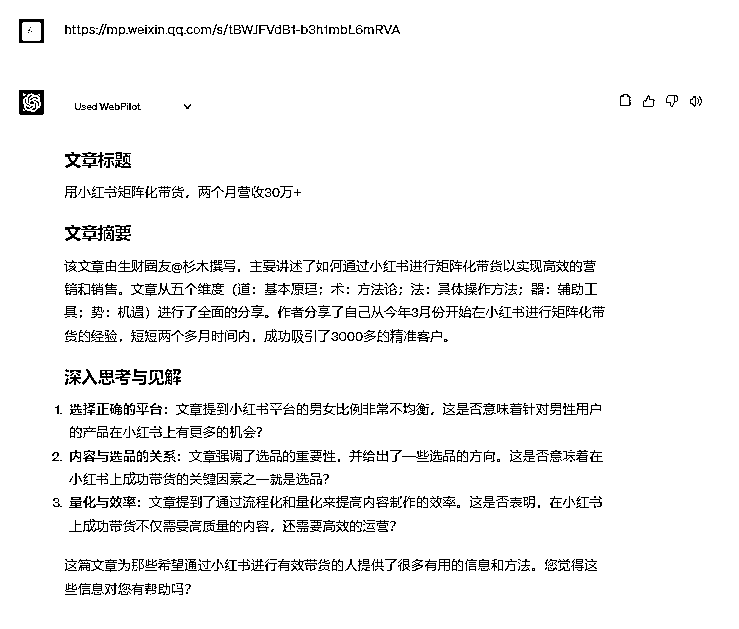 https://mp.weixin.qq.com/s/tBWJFVdB1-b3h1mbL6mRVA
Used WebPilot
文章标题
用小红书矩阵化带货，两个月营收30万+
文章摘要
该文章由生财圈友@杉木撰写，主要讲述了如何通过小红书进行矩阵化带货以实现高效的营
销和销售。文章从五个维度（道：基本原理；术：方法论；法：具体操作方法；器：辅助工
具；势：机遇）进行了全面的分享。作者分享了自己从今年3月份开始在小红书进行矩阵化带
货的经验，短短两个多月时间内，成功吸引了3000多的精准客户。
深入思考与见解
1. 选择正确的平台：文章提到小红书平台的男女比例非常不均衡，这是否意味着针对男性用户
的产品在小红书上有更多的机会？
2. 内容与选品的关系：文章强调了选品的重要性，并给出了一些选品的方向。这是否意味着在
小红书上成功带货的关键因素之一就是选品？
3. 量化与效率：文章提到了通过流程化和量化来提高内容制作的效率。这是否表明，在小红书
上成功带货不仅需要高质量的内容，还需要高效的运营？
这篇文章为那些希望通过小红书进行有效带货的人提供了很多有用的信息和方法。您觉得这
些信息对您有帮助吗？